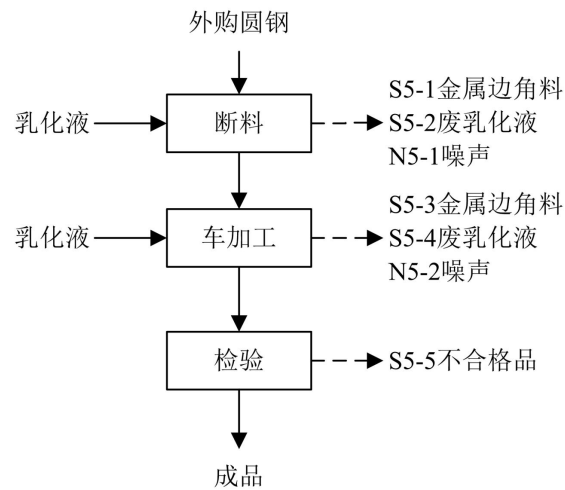 外购圆钢
乳化液
断料
S5-1金属边角料
S5-2废乳化液
N5-1噪声
乳化液
车加工
S5-3金属边角料
S5-4废乳化液
N5-2噪声
检验
S5-5不合格品
成品